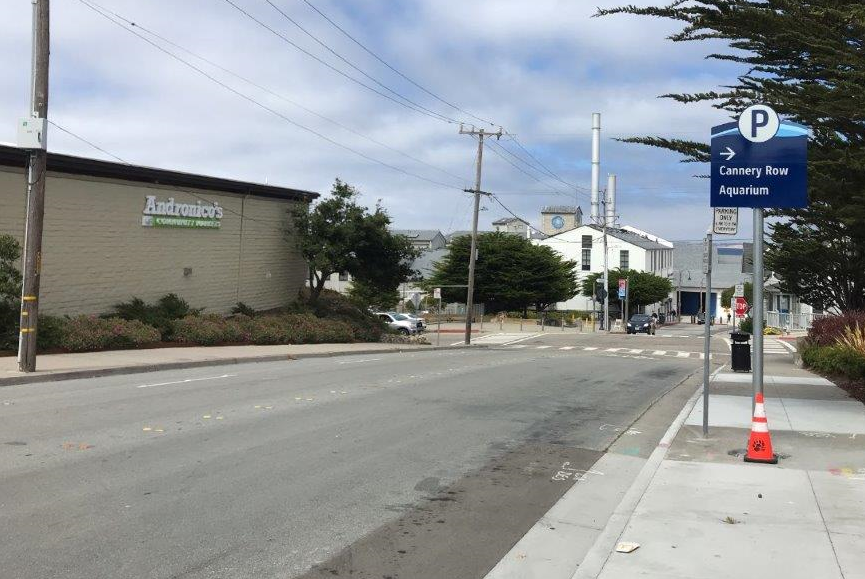 Andronico's
COMMUNITY MARKETS
P
→
Cannery Row
Aquarium
PARKING
ONLY
STOP